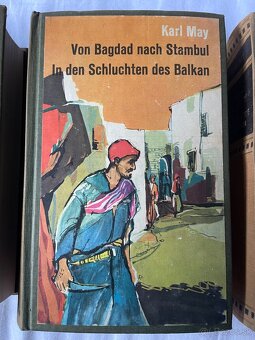 Karl May
Von Bagdad nach Stambul
In den Schluchten des Balkan